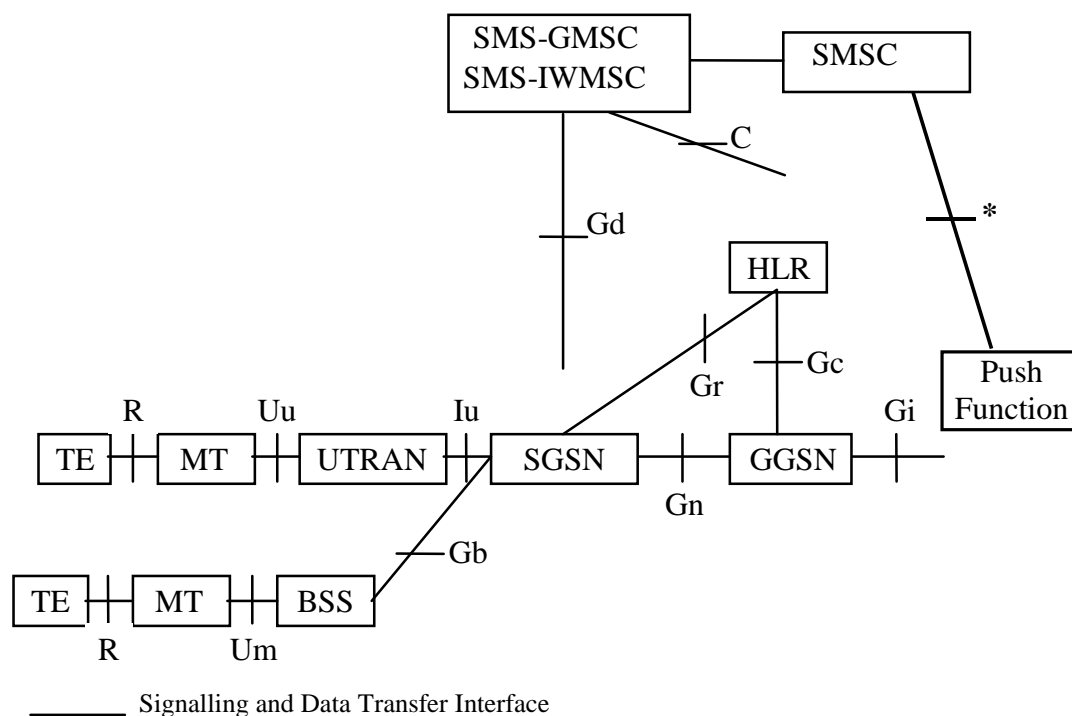 SMS-GMSC
SMS-IWMSC
SMSC
C
*
Gd
HLR
Gr
Gc
Push
Function
R
Uu
Iu
Gi
TE
MT
UTRAN
SGSN
GGSN
Gn
Gb
TE
MT
BSS
R
Um
Signalling and Data Transfer Interface